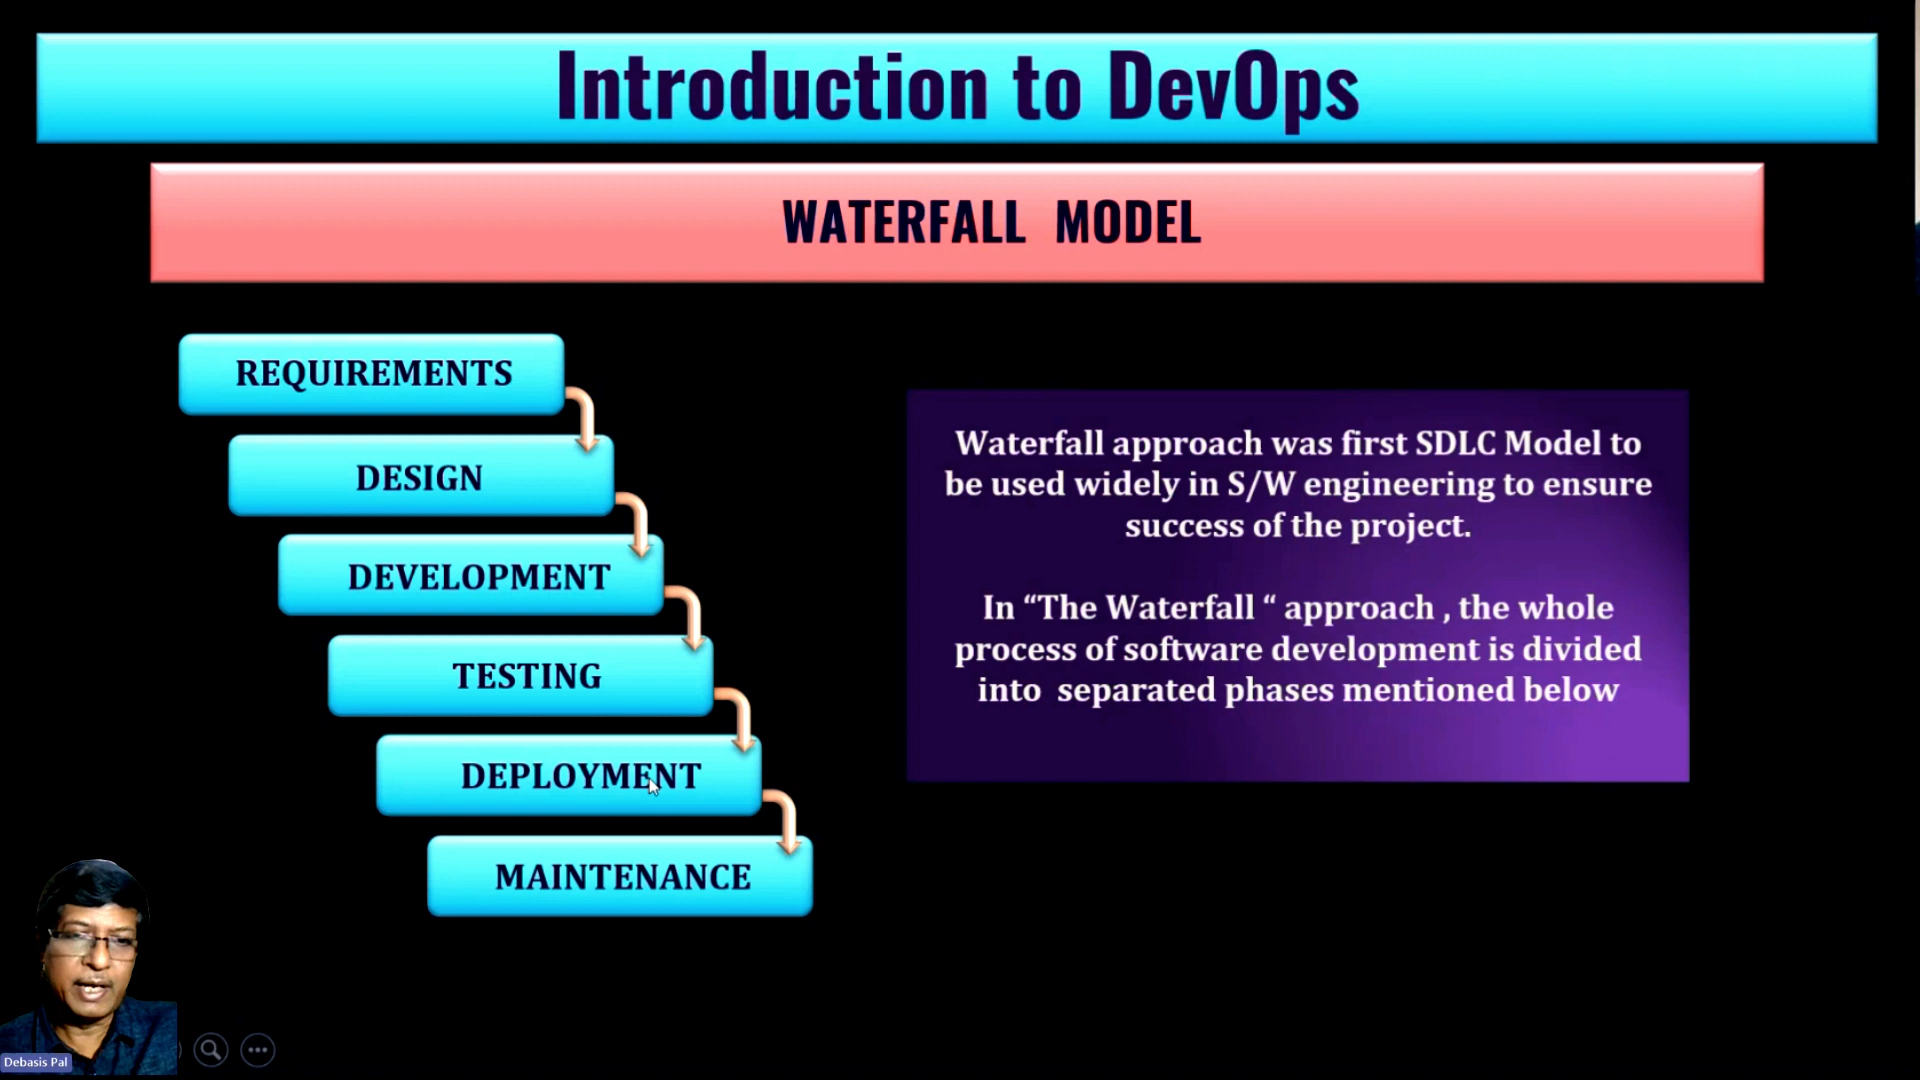 Introduction to DevOps
WATERFALL MODEL
REQUIREMENTS
DESIGN
DEVELOPMENT
TESTING
DEPLOYMENT
MAINTENANCE
Waterfall approach was first SDLC Model to
be used widely in S/W engineering to ensure
success of the project.
In “The Waterfall “ approach , the whole
process of software development is divided
into separated phases mentioned below
Debasis Pal